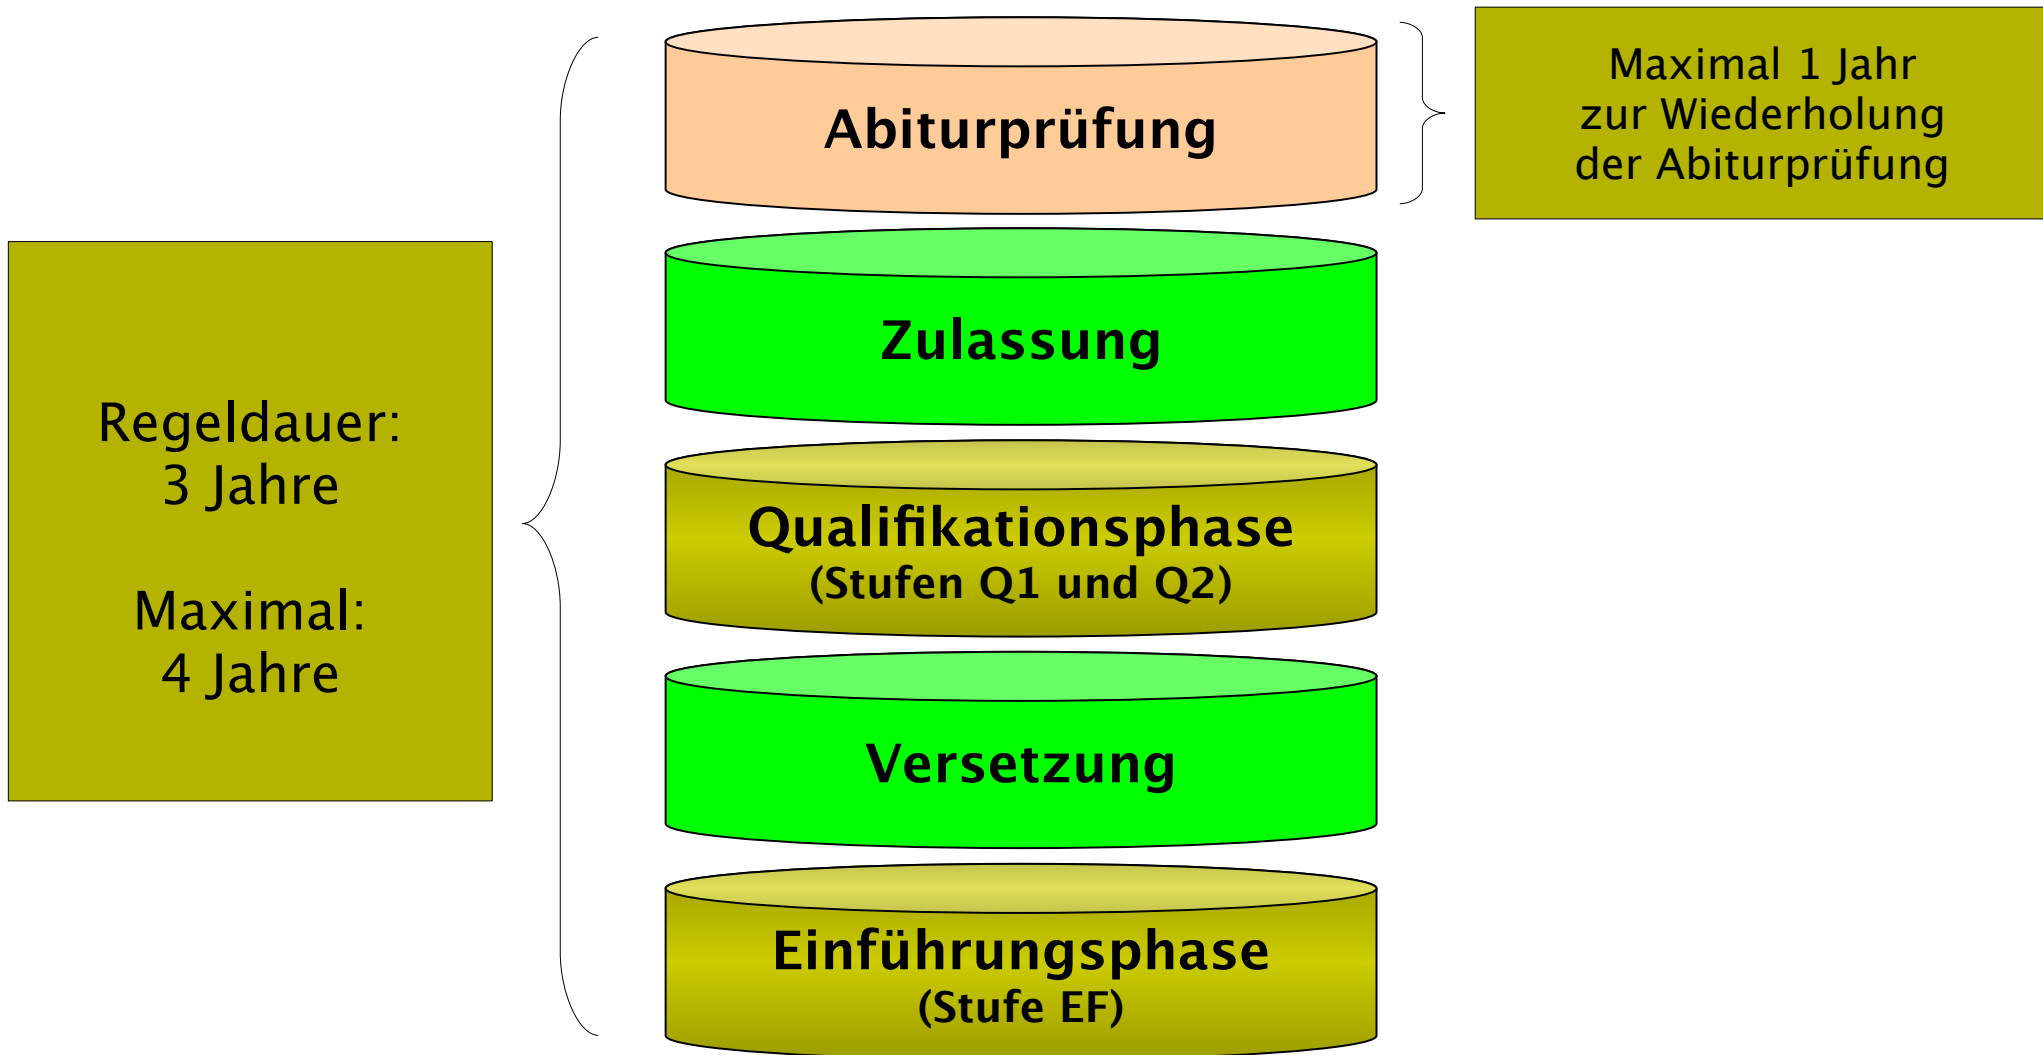 Abiturprüfung
Maximal 1 Jahr
zur Wiederholung
der Abiturprüfung
Zulassung
Regeldauer:
3 Jahre
Maximal:
4 Jahre
Qualifikationsphase
(Stufen Q1 und Q2)
Versetzung
Einführungsphase
(Stufe EF)